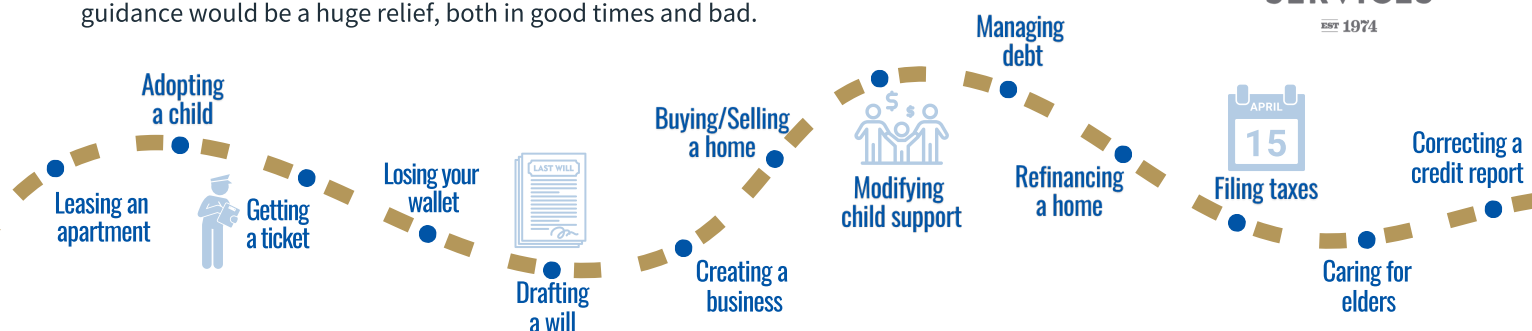 guidance would be a huge relief, both in good times and bad.
SERVICES
EST 1974
Leasing an
apartment
Adopting
a child
Getting
a ticket
Losing your
wallet
LAST WILL
Drafting
a will
Creating a
business
Buying/Selling
a home
$
$
Modifying
child support
Managing
debt
Refinancing
a home
APRIL
15
Filing taxes
Caring for
elders
Correcting a
credit report